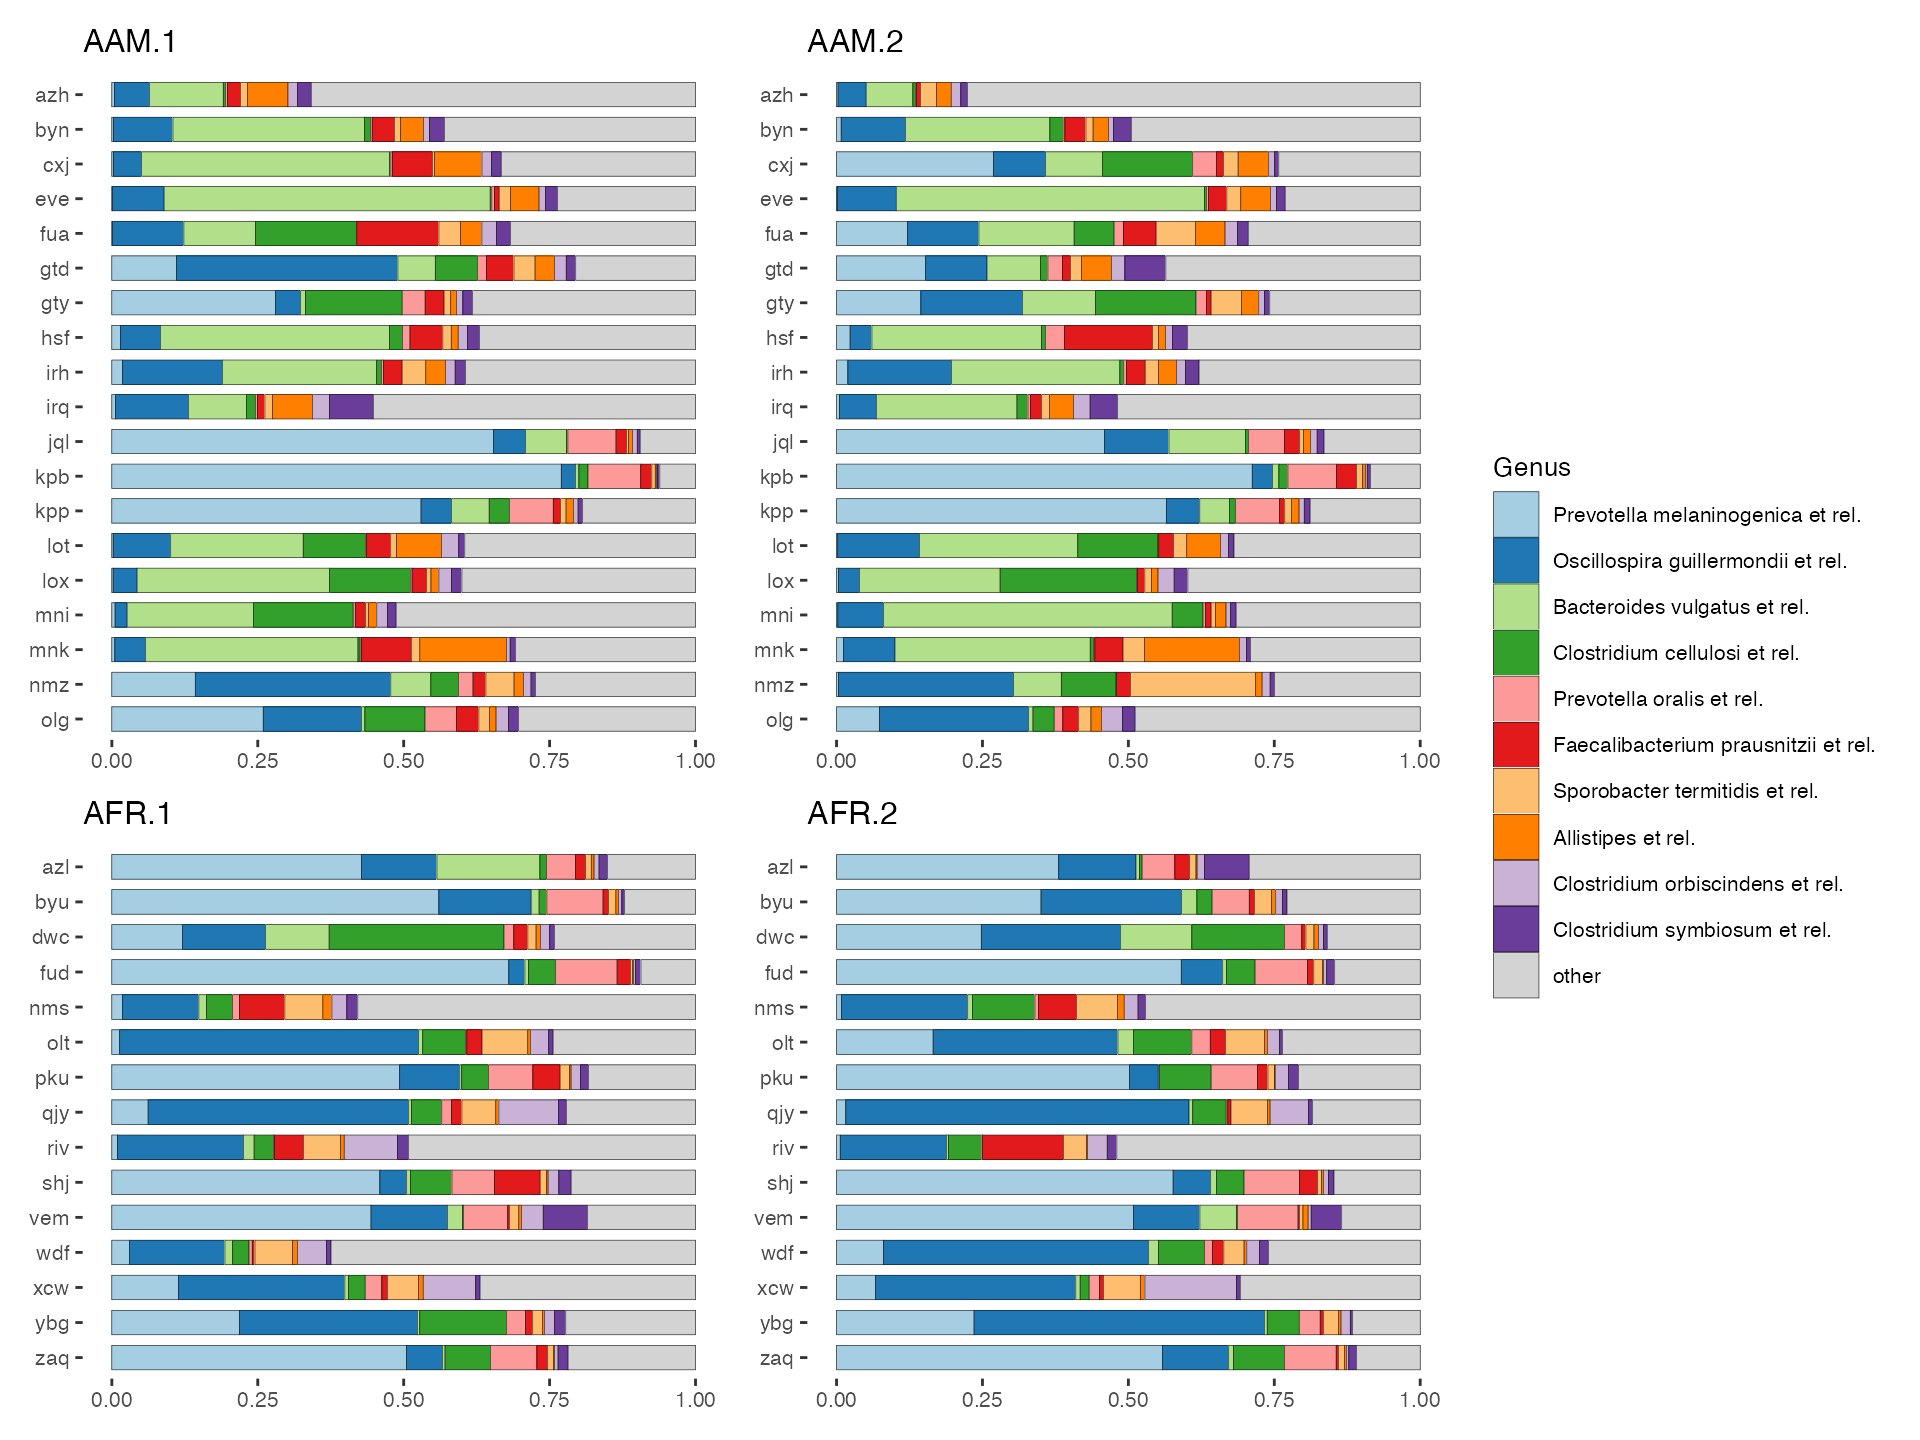 AAM.1
azh
byn
cxj
eve
fua
gtd
gty
hsf
irh
irq
jql
kpb
kpp
lot
lox
mni
mnk
nmz
olg
0.00 0.25 0.50 0.75 1.00
AAM.2
azh
byn
cxj
eve
fua
gtd
gty
hsf
irh
irq
jql
kpb
kpp
lot
lox
mni
mnk
nmz
olg
0.00 0.25 0.50 0.75 1.00
AFR.1
azl
byu
dwc
fud
nms
olt
pku
qjy
riv
shj
vem
wdf
xcw
ybg
zaq
0.00 0.25 0.50 0.75 1.00
AFR.2
azl
byu
dwc
fud
nms
olt
pku
qjy
riv
shj
vem
wdf
xcw
ybg
zaq
0.00 0.25 0.50 0.75 1.00
Genus
Prevotella melaninogenica et rel.
Oscillospira guillermondii et rel.
Bacteroides vulgatus et rel.
Clostridium cellulosi et rel.
Prevotella oralis et rel.
Faecalibacterium prausnitzii et rel.
Sporobacter termitidis et rel.
Allistipes et rel.
Clostridium orbiscindens et rel.
Clostridium symbiosum et rel.
other